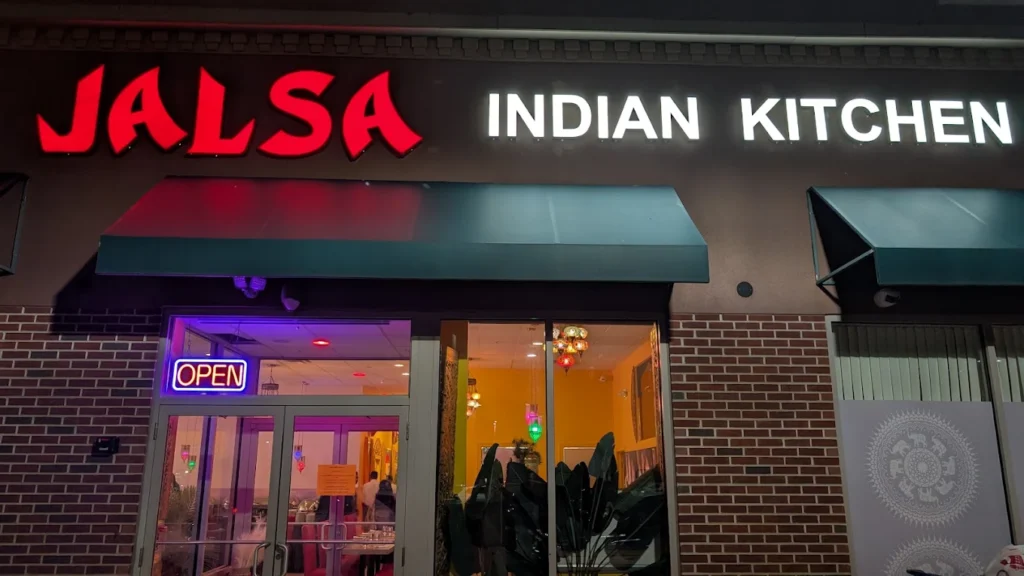 JALSA INDIAN KITCHEN
OPEN